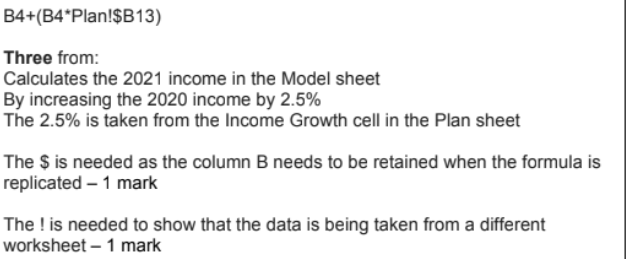 B4+(B4*Plan!$B13)
Three from:
Calculates the 2021 income in the Model sheet
By increasing the 2020 income by 2.5%
The 2.5% is taken from the Income Growth cell in the Plan sheet
The $ is needed as the column B needs to be retained when the formula is
replicated – 1 mark
The ! is needed to show that the data is being taken from a different
worksheet – 1 mark